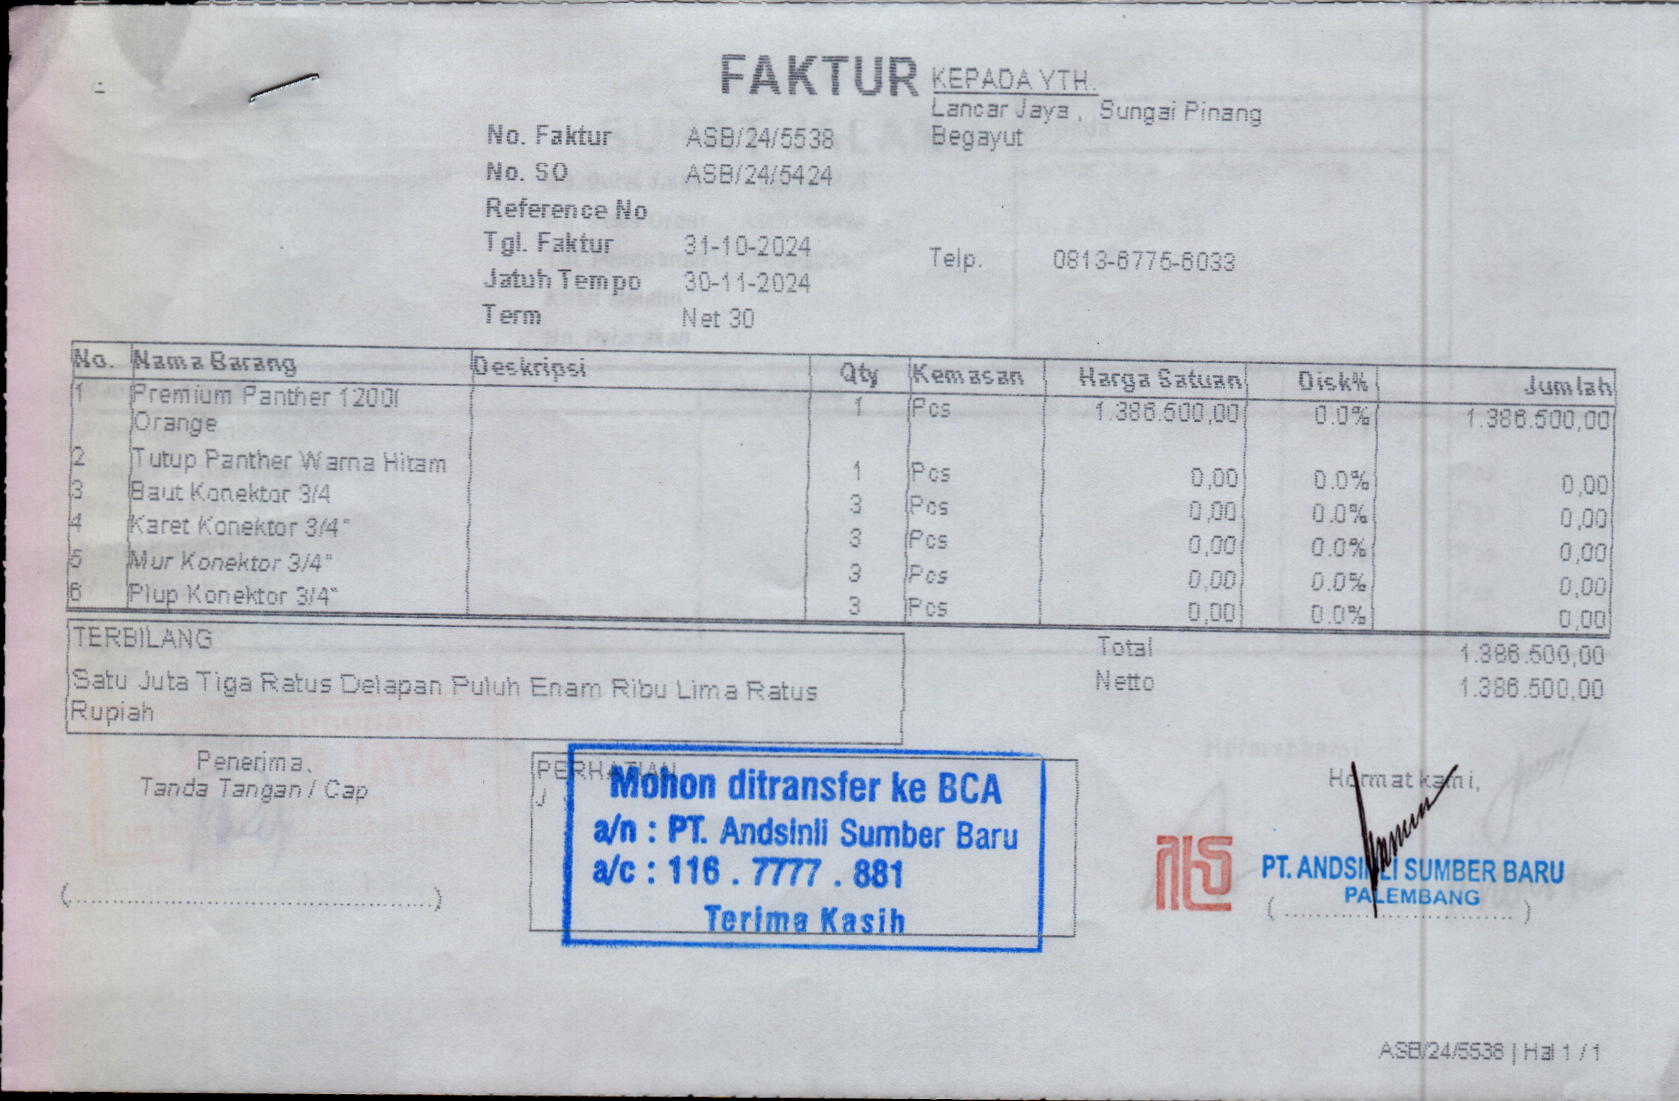 FAKTUR
KEPADA YTH.
Lancar Jaya , Sungai Pinang
Begayut
No. Faktur ASB/24/5538
No. SO ASB/24/5424
Reference No
Tgl. Faktur 31-10-2024
Telp. 0813-6775-6033
Jatuh Tempo 30-11-2024
Term Net 30
No. Nama Barang Deskripsi Qty Kemasan Harga Satuan Disk% Jumlah
1 Premium Panther 1200l 1 Pcs 1.386.500,00 0.0% 1.386.500,00
Orange
2 Tutup Panther Warna Hitam 1 Pcs 0,00 0.0% 0,00
3 Baut Konektor 3/4 3 Pcs 0,00 0.0% 0,00
4 Karet Konektor 3/4" 3 Pcs 0,00 0.0% 0,00
5 Mur Konektor 3/4" 3 Pcs 0,00 0.0% 0,00
6 Plup Konektor 3/4" 3 Pcs 0,00 0.0% 0,00
TERBILANG
Satu Juta Tiga Ratus Delapan Puluh Enam Ribu Lima Ratus
Rupiah
Total 1.386.500,00
Netto 1.386.500,00
Penerima,
Tanda Tangan / Cap
(............................................)
PERHATIAN
Mohon ditransfer ke BCA
a/n : PT. Andsinli Sumber Baru
a/c : 116 . 7777 . 881
Terima Kasih
Hormat kami,
PT. ANDSINLI SUMBER BARU
PALEMBANG
(............................)
ASB/24/5538 | Hal 1 / 1